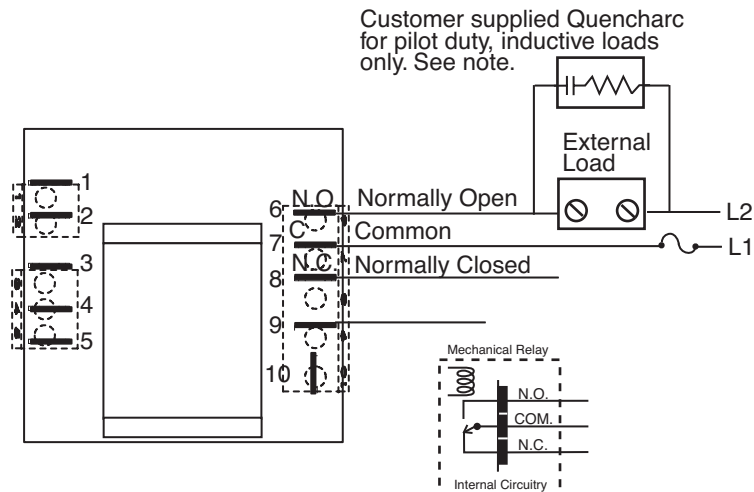 Customer supplied Quencharc
for pilot duty, inductive loads
only. See note.
External
Load
1
2
3
4
5
6 N.O. Normally Open
7 C Common
8 N.C. Normally Closed
9
10
L2
L1
Mechanical Relay
N.O.
COM.
N.C.
Internal Circuitry